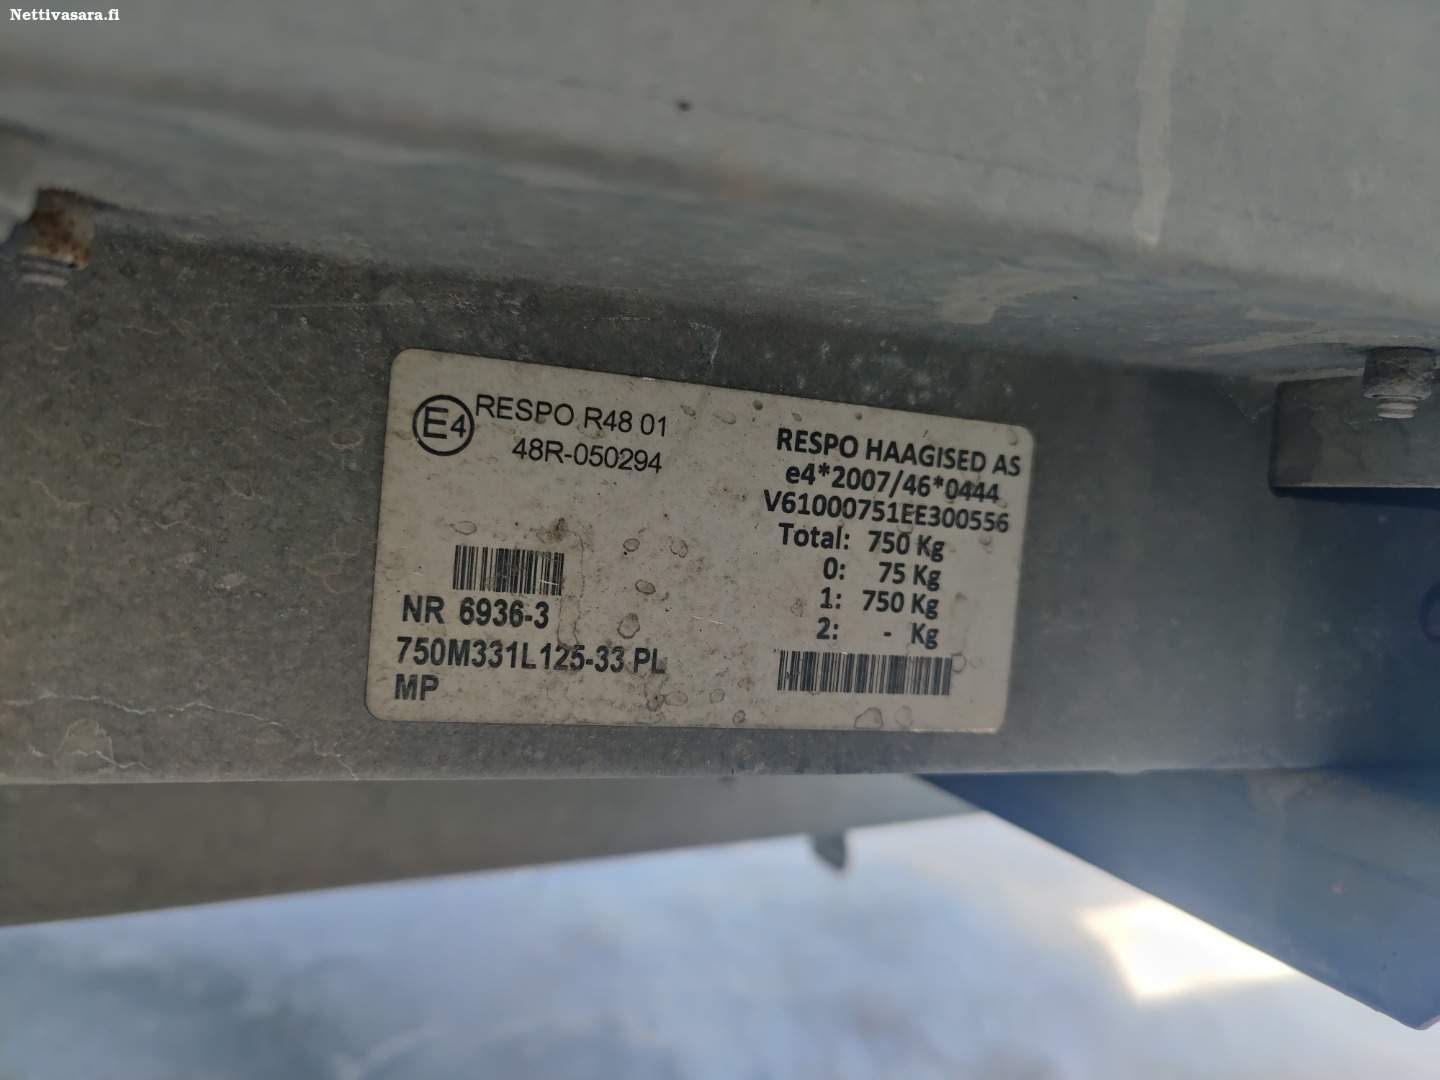 Nettivasara.fi
E4
RESPO R48 01
48R-050294
NR 6936-3
750M331L125-33 PL
MP
RESPO HAAGISED AS
e4*2007/46*0444
V61000751EE300556
Total: 750 Kg
0: 75 Kg
1: 750 Kg
2: - Kg